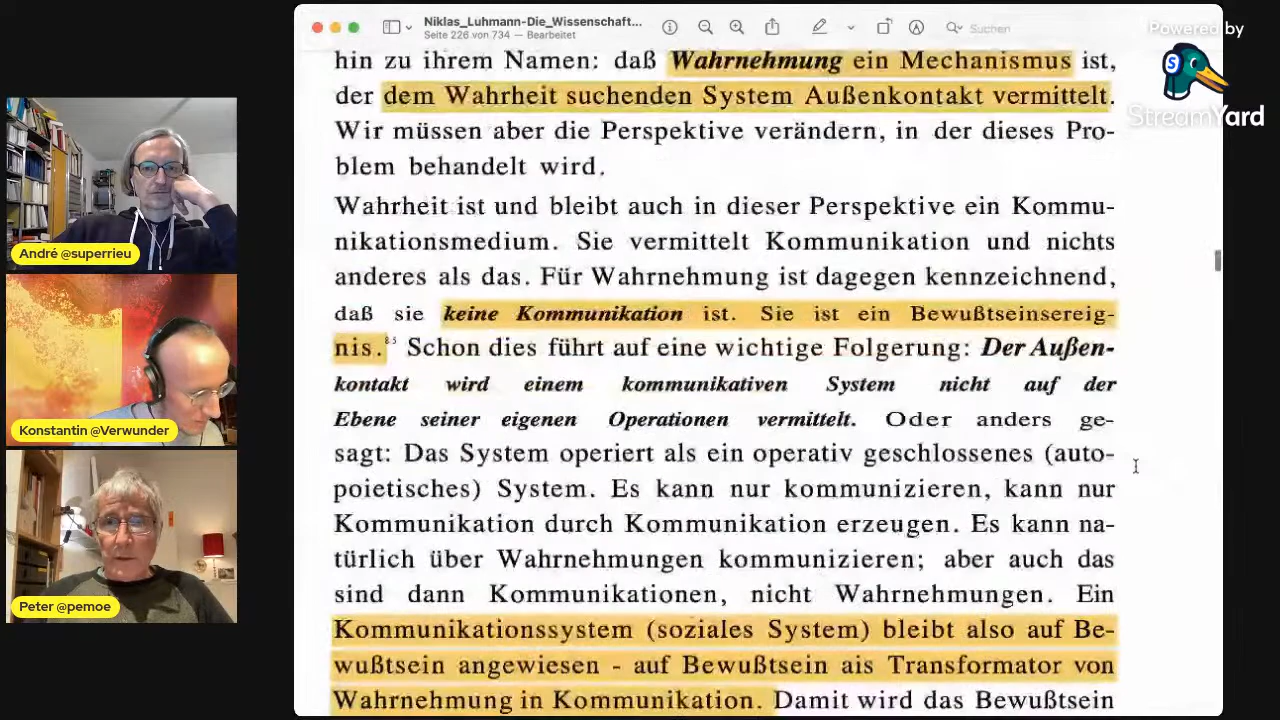 Niklas_Luhmann-Die_Wissenschaft...
Seite 226 von 734 — Bearbeitet
Suchen
Powered by
StreamYard
hin zu ihrem Namen: daß Wahrnehmung ein Mechanismus ist,
der dem Wahrheit suchenden System Außenkontakt vermittelt.
Wir müssen aber die Perspektive verändern, in der dieses Pro-
blem behandelt wird.
Wahrheit ist und bleibt auch in dieser Perspektive ein Kommu-
nikationsmedium. Sie vermittelt Kommunikation und nichts
anderes als das. Für Wahrnehmung ist dagegen kennzeichnend,
daß sie keine Kommunikation ist. Sie ist ein Bewußtseinsereig-
nis.⁸⁵ Schon dies führt auf eine wichtige Folgerung: Der Außen-
kontakt wird einem kommunikativen System nicht auf der
Ebene seiner eigenen Operationen vermittelt. Oder anders ge-
sagt: Das System operiert als ein operativ geschlossenes (auto-
poietisches) System. Es kann nur kommunizieren, kann nur
Kommunikation durch Kommunikation erzeugen. Es kann na-
türlich über Wahrnehmungen kommunizieren; aber auch das
sind dann Kommunikationen, nicht Wahrnehmungen. Ein
Kommunikationssystem (soziales System) bleibt also auf Be-
wußtsein angewiesen - auf Bewußtsein ais Transformator von
Wahrnehmung in Kommunikation. Damit wird das Bewußtsein
André @superrieu
Konstantin @Verwunder
Peter @pemoe